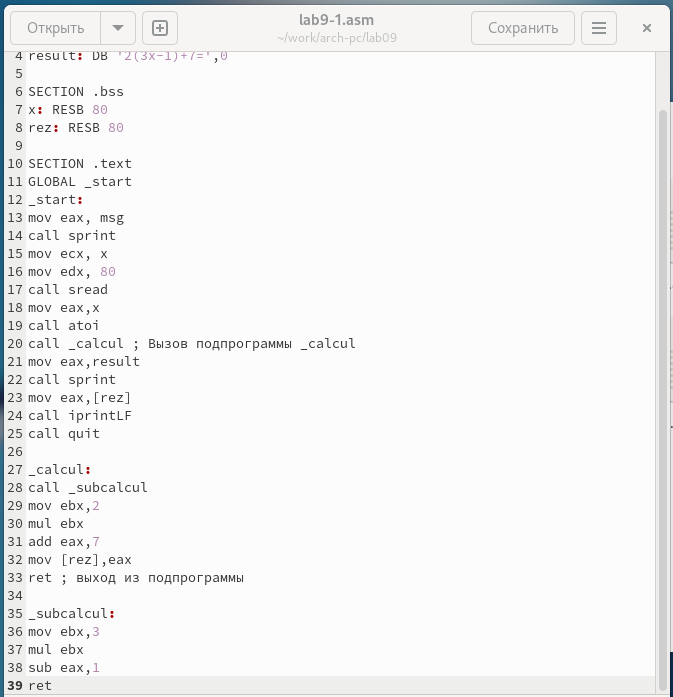 Открыть
lab9-1.asm
~/work/arch-pc/lab09
Сохранить
4 result: DB '2(3x-1)+7=',0
5
6 SECTION .bss
7 x: RESB 80
8 rez: RESB 80
9
10 SECTION .text
11 GLOBAL _start
12 _start:
13 mov eax, msg
14 call sprint
15 mov ecx, x
16 mov edx, 80
17 call sread
18 mov eax,x
19 call atoi
20 call _calcul ; Вызов подпрограммы _calcul
21 mov eax,result
22 call sprint
23 mov eax,[rez]
24 call iprintLF
25 call quit
26
27 _calcul:
28 call _subcalcul
29 mov ebx,2
30 mul ebx
31 add eax,7
32 mov [rez],eax
33 ret ; выход из подпрограммы
34
35 _subcalcul:
36 mov ebx,3
37 mul ebx
38 sub eax,1
39 ret